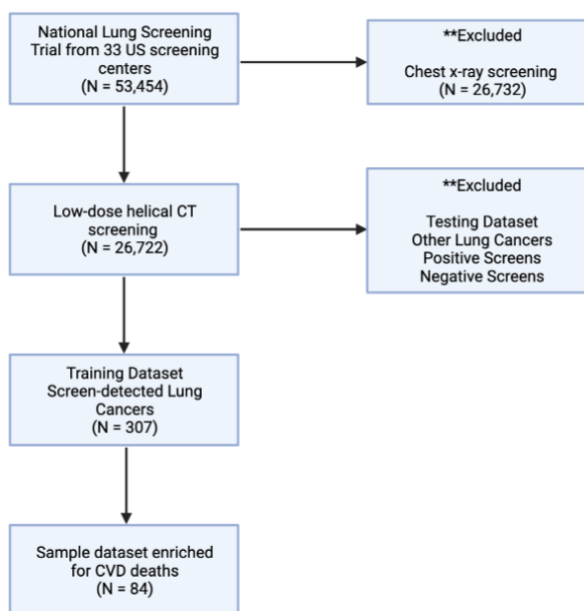 National Lung Screening
Trial from 33 US screening
centers
(N = 53,454)
**Excluded
Chest x-ray screening
(N = 26,732)
Low-dose helical CT
screening
(N = 26,722)
**Excluded
Testing Dataset
Other Lung Cancers
Positive Screens
Negative Screens
Training Dataset
Screen-detected Lung
Cancers
(N = 307)
Sample dataset enriched
for CVD deaths
(N = 84)